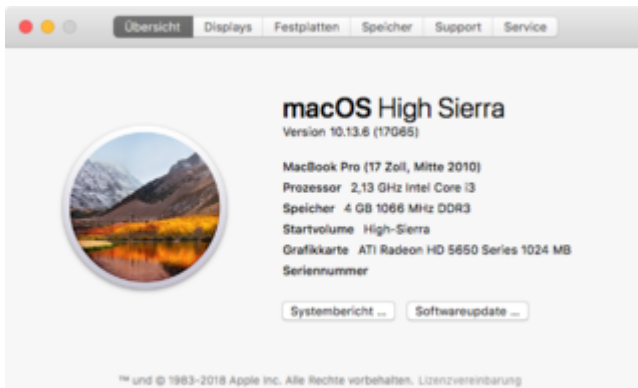 Übersicht Displays Festplatten Speicher Support Service
macOS High Sierra
Version 10.13.6 (17G65)
MacBook Pro (17 Zoll, Mitte 2010)
Prozessor 2,13 GHz Intel Core i3
Speicher 4 GB 1066 MHz DDR3
Startvolume High-Sierra
Grafikkarte ATI Radeon HD 5650 Series 1024 MB
Seriennummer
Systembericht ... Softwareupdate ...
™ und © 1983-2018 Apple Inc. Alle Rechte vorbehalten. Lizenzvereinbarung